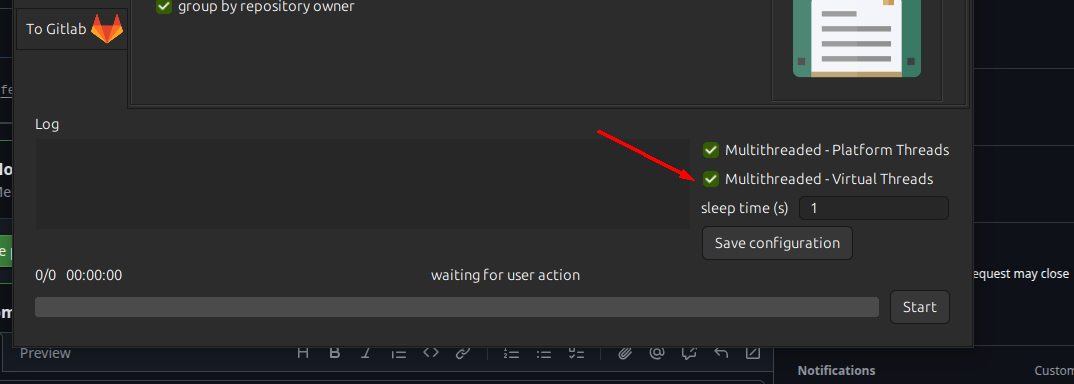 group by repository owner
To Gitlab
fe
Log
Multithreaded - Platform Threads
Multithreaded - Virtual Threads
sleep time (s) 1
Save configuration
0/0 00:00:00 waiting for user action
equest may close
Start
Preview H B I
Notifications Custom